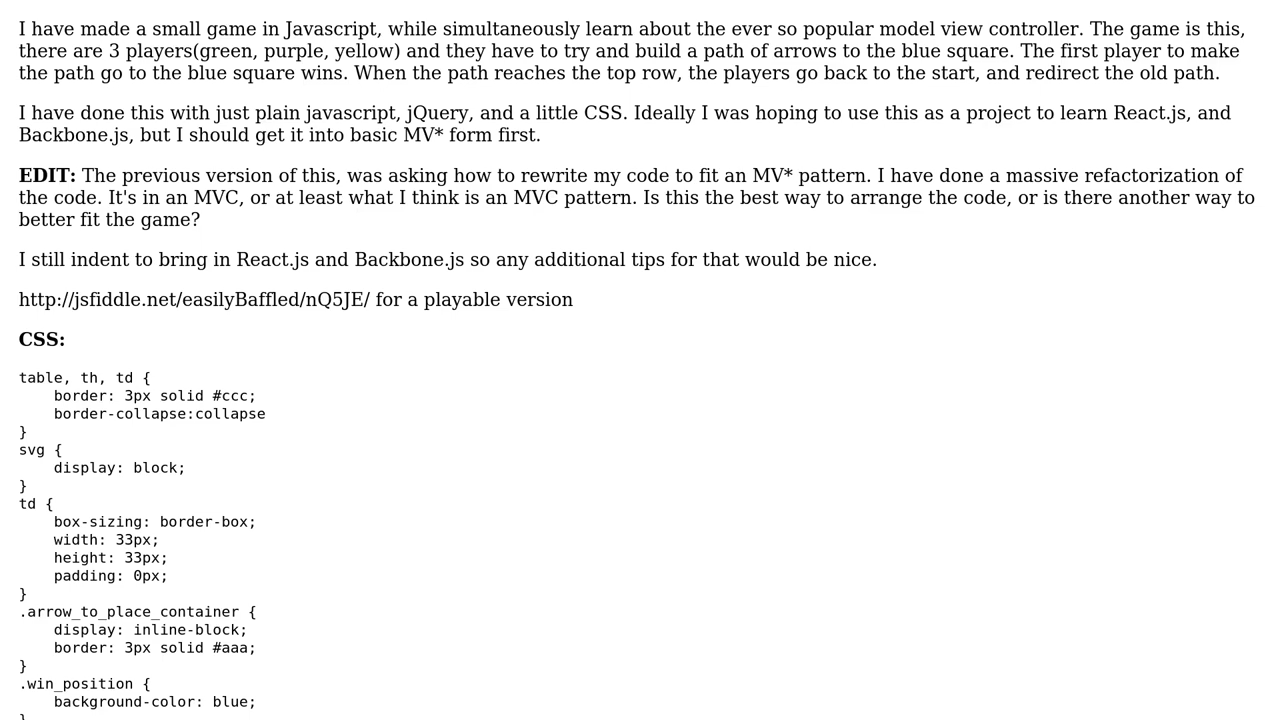 I have made a small game in Javascript, while simultaneously learn about the ever so popular model view controller. The game is this,
there are 3 players(green, purple, yellow) and they have to try and build a path of arrows to the blue square. The first player to make
the path go to the blue square wins. When the path reaches the top row, the players go back to the start, and redirect the old path.
I have done this with just plain javascript, jQuery, and a little CSS. Ideally I was hoping to use this as a project to learn React.js, and
Backbone.js, but I should get it into basic MV* form first.
EDIT: The previous version of this, was asking how to rewrite my code to fit an MV* pattern. I have done a massive refactorization of
the code. It's in an MVC, or at least what I think is an MVC pattern. Is this the best way to arrange the code, or is there another way to
better fit the game?
I still indent to bring in React.js and Backbone.js so any additional tips for that would be nice.
http://jsfiddle.net/easilyBaffled/nQ5JE/ for a playable version
CSS:
table, th, td {
    border: 3px solid #ccc;
    border-collapse:collapse
}
svg {
    display: block;
}
td {
    box-sizing: border-box;
    width: 33px;
    height: 33px;
    padding: 0px;
}
.arrow_to_place_container {
    display: inline-block;
    border: 3px solid #aaa;
}
.win_position {
    background-color: blue;
}